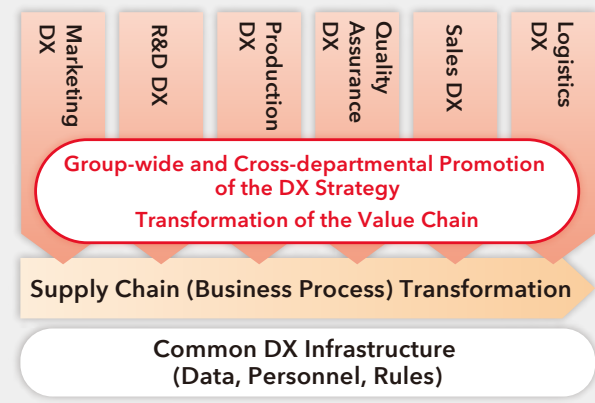 Marketing
DX
R&D DX
Production
DX
Quality
Assurance
DX
Sales DX
Logistics
DX
Group-wide and Cross-departmental Promotion
of the DX Strategy
Transformation of the Value Chain
Supply Chain (Business Process) Transformation
Common DX Infrastructure
(Data, Personnel, Rules)